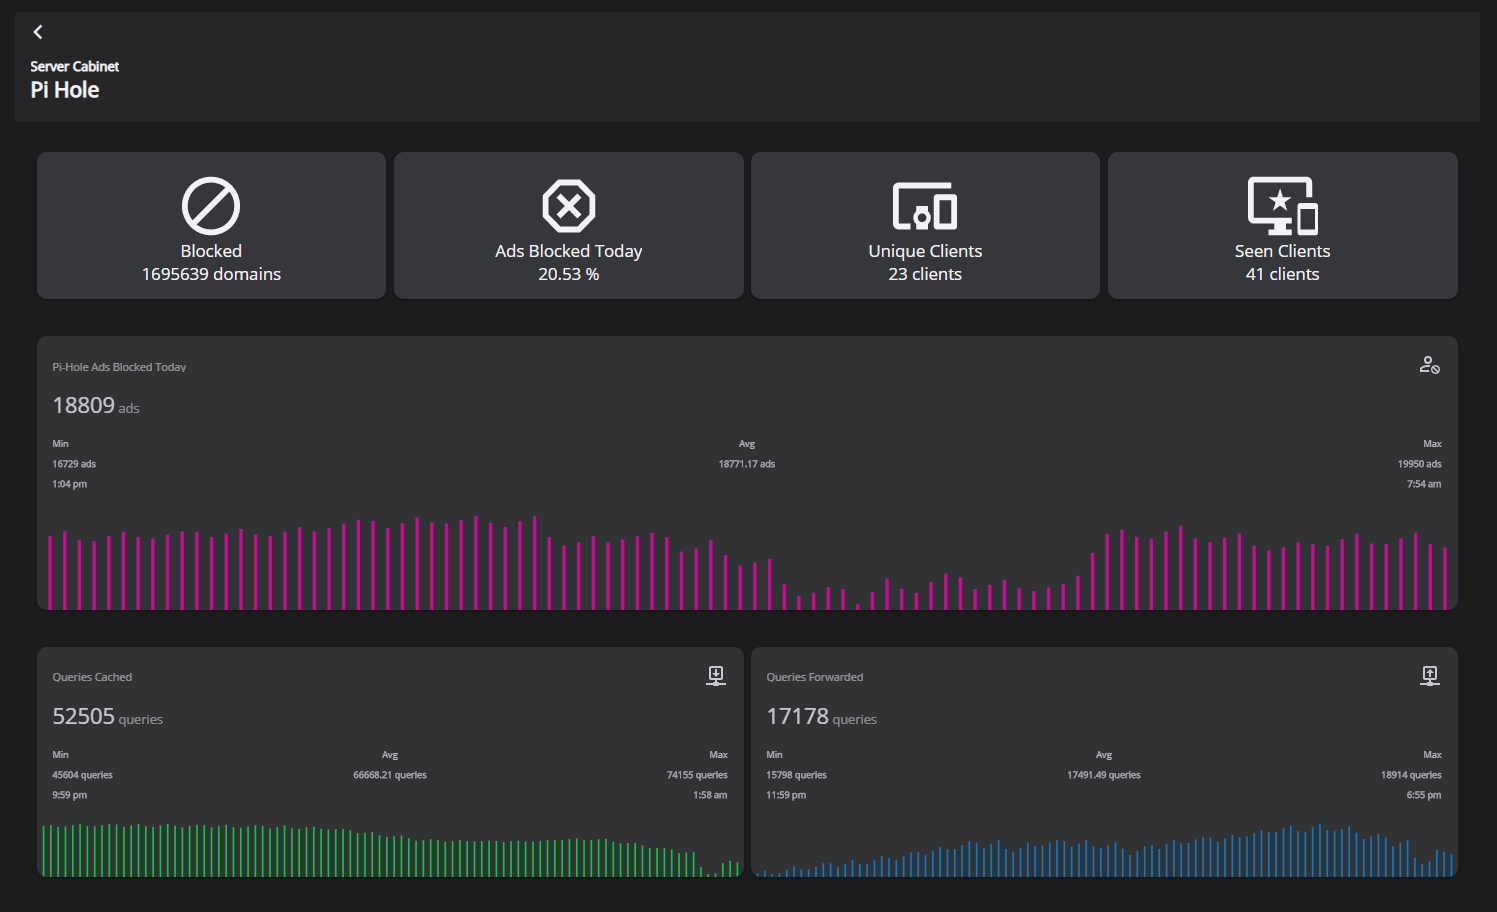 Server Cabinet
Pi Hole
Blocked
1695639 domains
Ads Blocked Today
20.53 %
Unique Clients
23 clients
Seen Clients
41 clients
Pi-Hole Ads Blocked Today
18809 ads
Min Avg Max
16729 ads 18771.17 ads 19950 ads
1:04 pm 7:54 am
Queries Cached
52505 queries
Min Avg Max
45604 queries 66668.21 queries 74155 queries
9:59 pm 1:58 am
Queries Forwarded
17178 queries
Min Avg Max
15798 queries 17491.49 queries 18914 queries
11:59 pm 6:55 pm